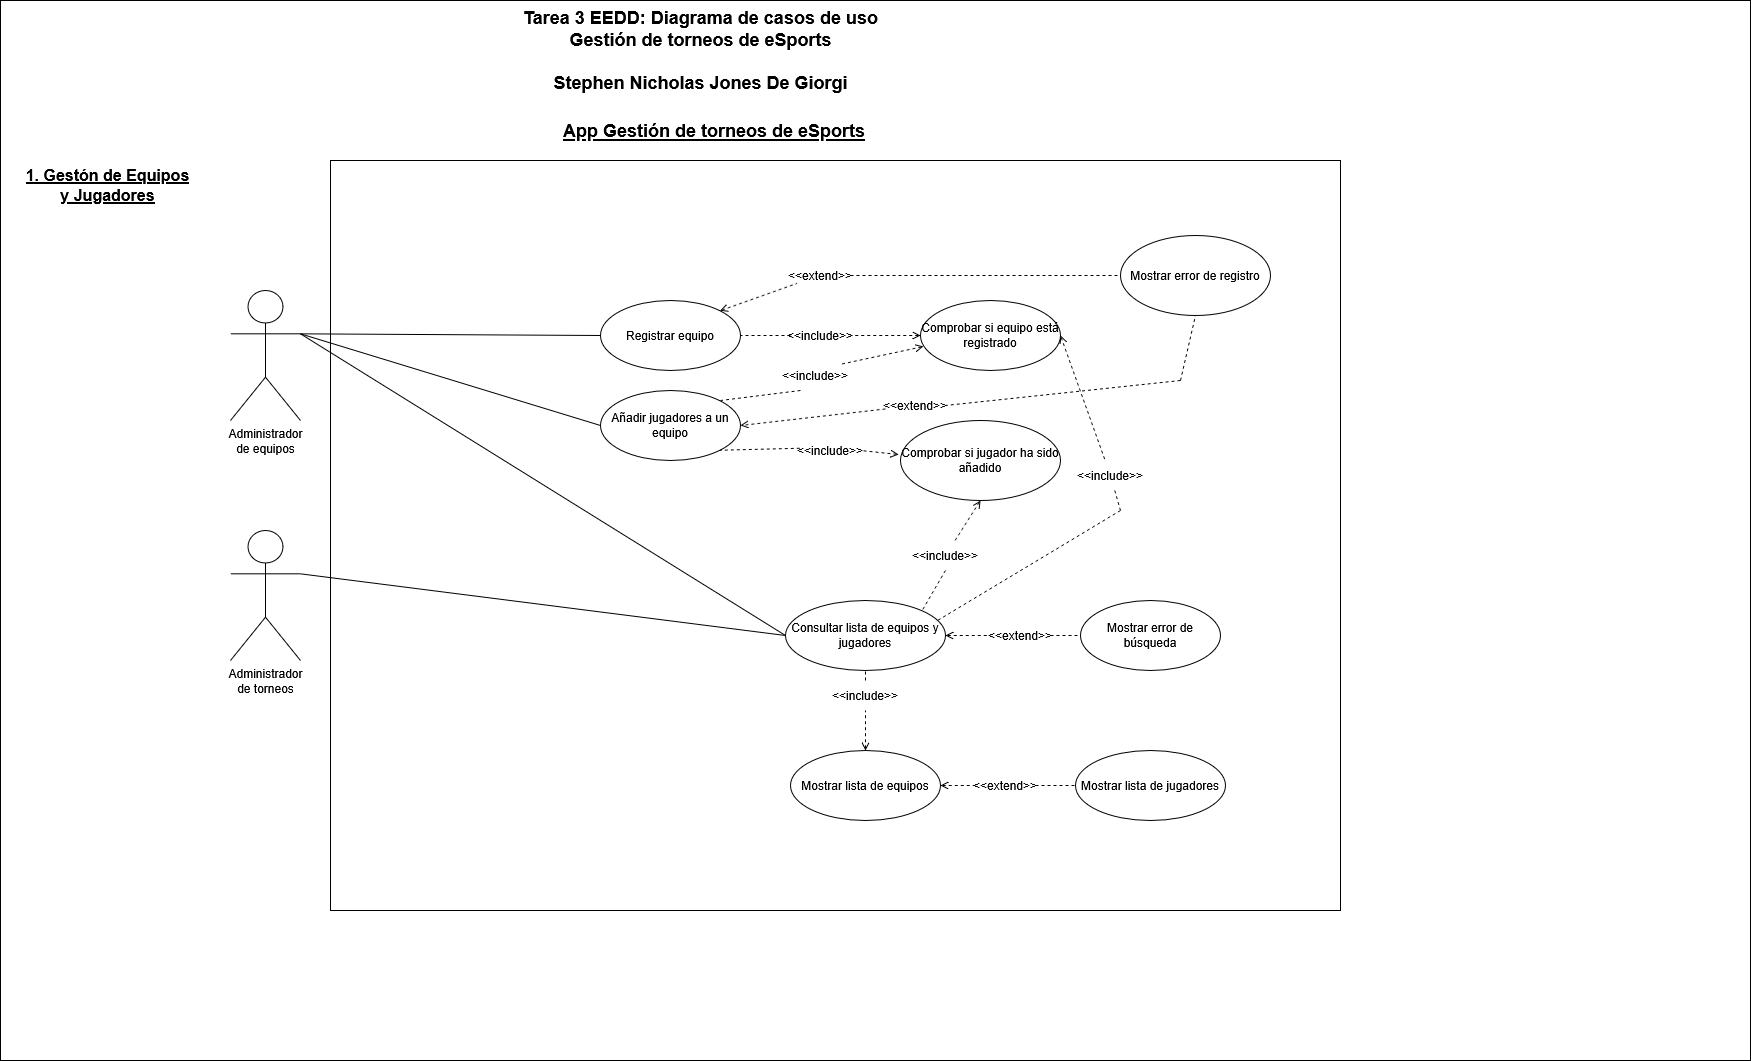 Tarea 3 EEDD: Diagrama de casos de uso
Gestión de torneos de eSports
Stephen Nicholas Jones De Giorgi
App Gestión de torneos de eSports
1. Gestón de Equipos
y Jugadores
Mostrar error de registro
<<extend>>
Registrar equipo
<<include>>
Comprobar si equipo está
registrado
<<include>>
<<extend>>
Añadir jugadores a un
equipo
Administrador
de equipos
<<include>>
Comprobar si jugador ha sido
añadido
<<include>>
<<include>>
Consultar lista de equipos y
jugadores
<<extend>>
Mostrar error de
búsqueda
Administrador
de torneos
<<include>>
Mostrar lista de equipos
<<extend>>
Mostrar lista de jugadores